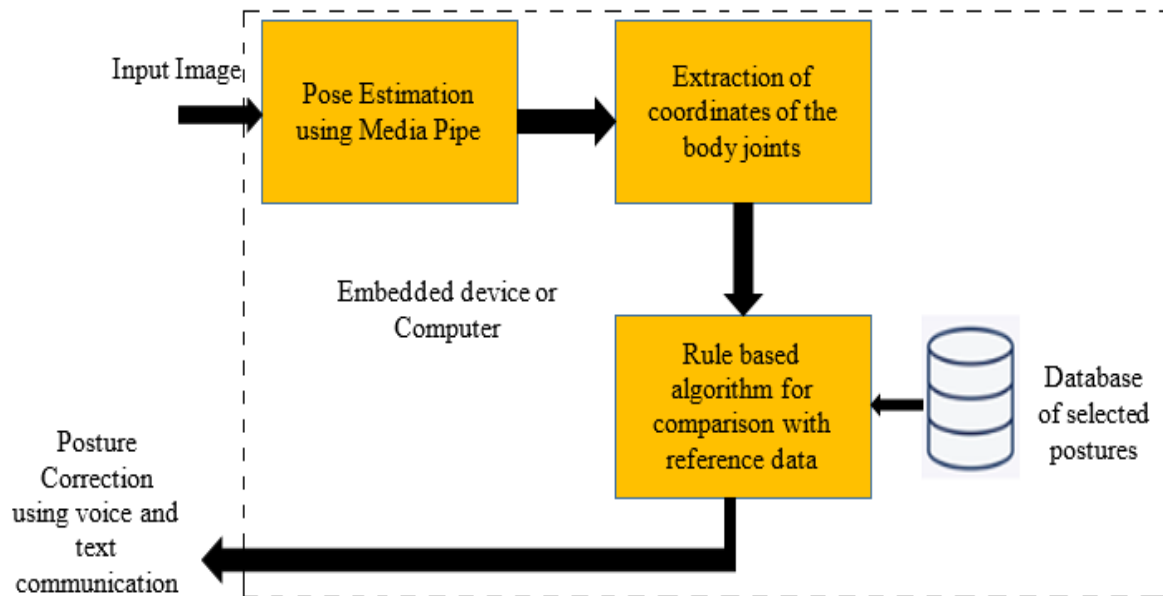 Input Image
Pose Estimation
using Media Pipe
Extraction of
coordinates of the
body joints
Embedded device or
Computer
Rule based
algorithm for
comparison with
reference data
Database
of selected
postures
Posture
Correction
using voice and
text
communication